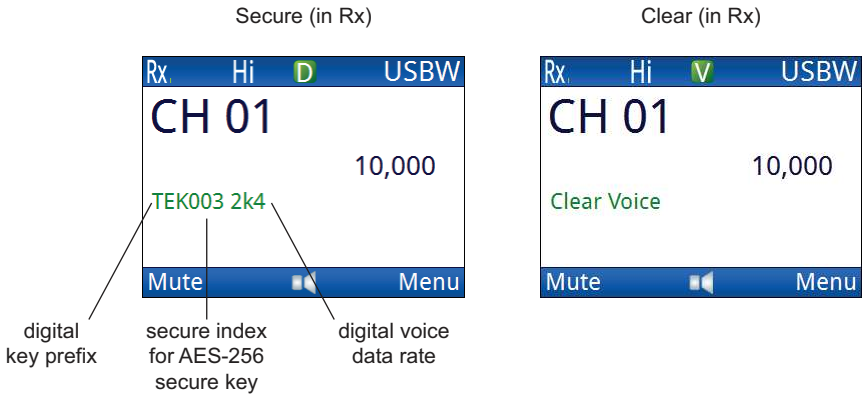 Secure (in Rx)
Clear (in Rx)
Rx Hi D USBW
CH 01
10,000
TEK003 2k4
Mute Menu
Rx Hi V USBW
CH 01
10,000
Clear Voice
Mute Menu
digital
key prefix
secure index
for AES-256
secure key
digital voice
data rate